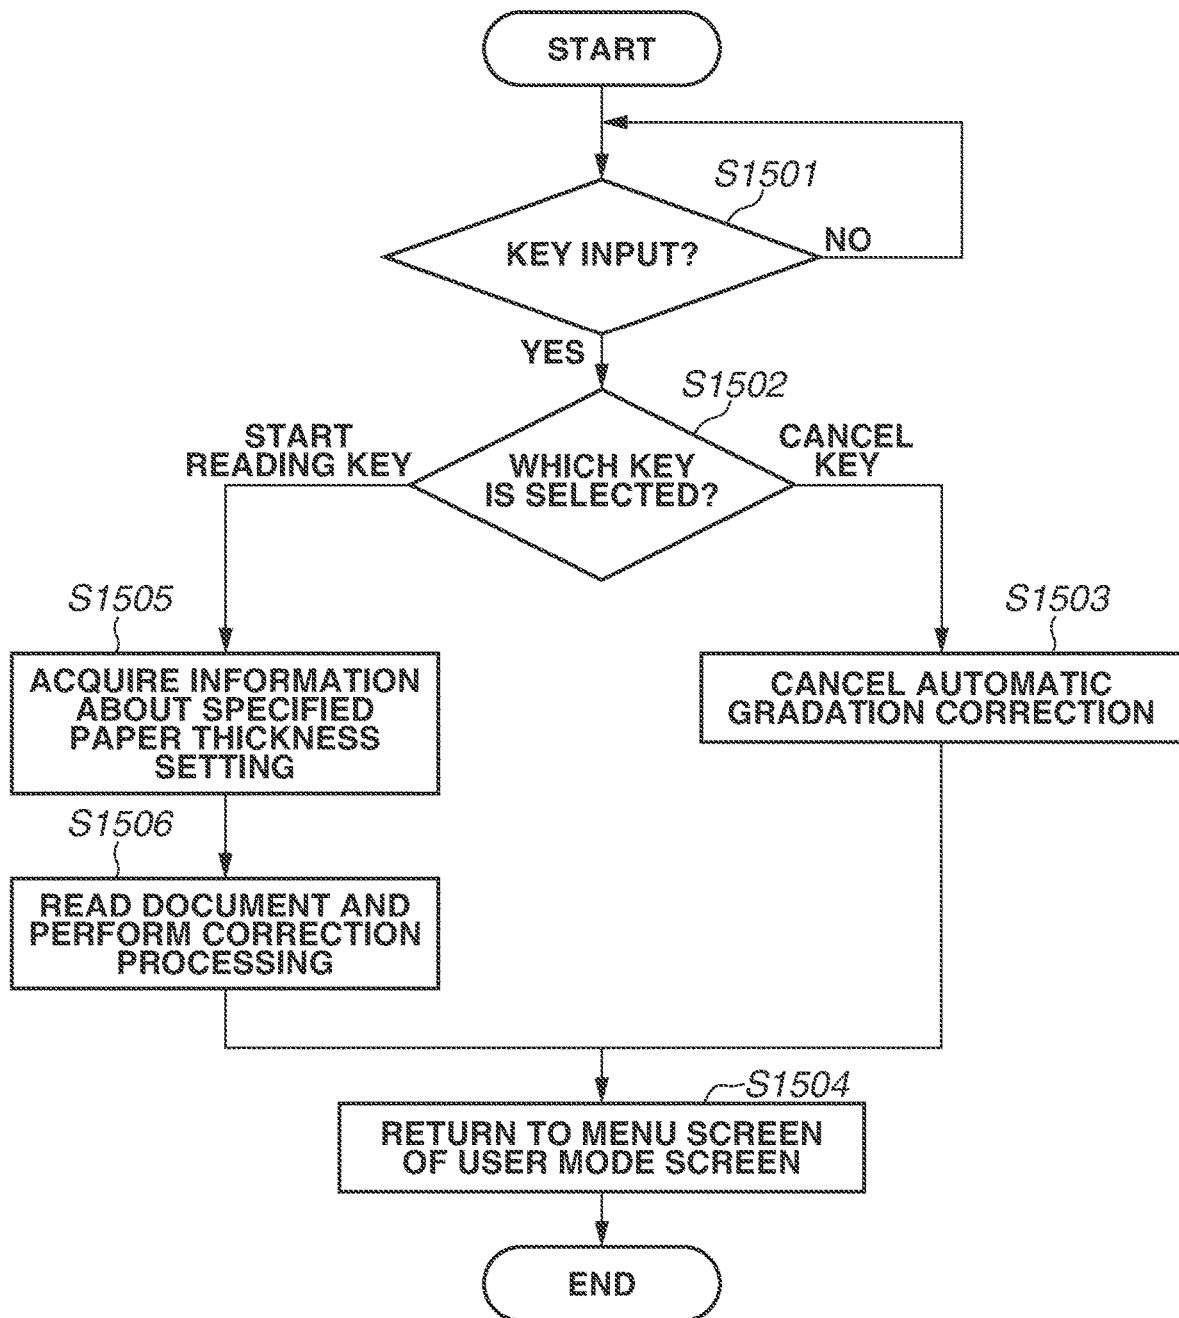 START
S1501
KEY INPUT?
NO
YES
S1502
START
READING KEY
WHICH KEY
IS SELECTED?
CANCEL
KEY
S1505
ACQUIRE INFORMATION
ABOUT SPECIFIED
PAPER THICKNESS
SETTING
S1503
CANCEL AUTOMATIC
GRADATION CORRECTION
S1506
READ DOCUMENT AND
PERFORM CORRECTION
PROCESSING
S1504
RETURN TO MENU SCREEN
OF USER MODE SCREEN
END